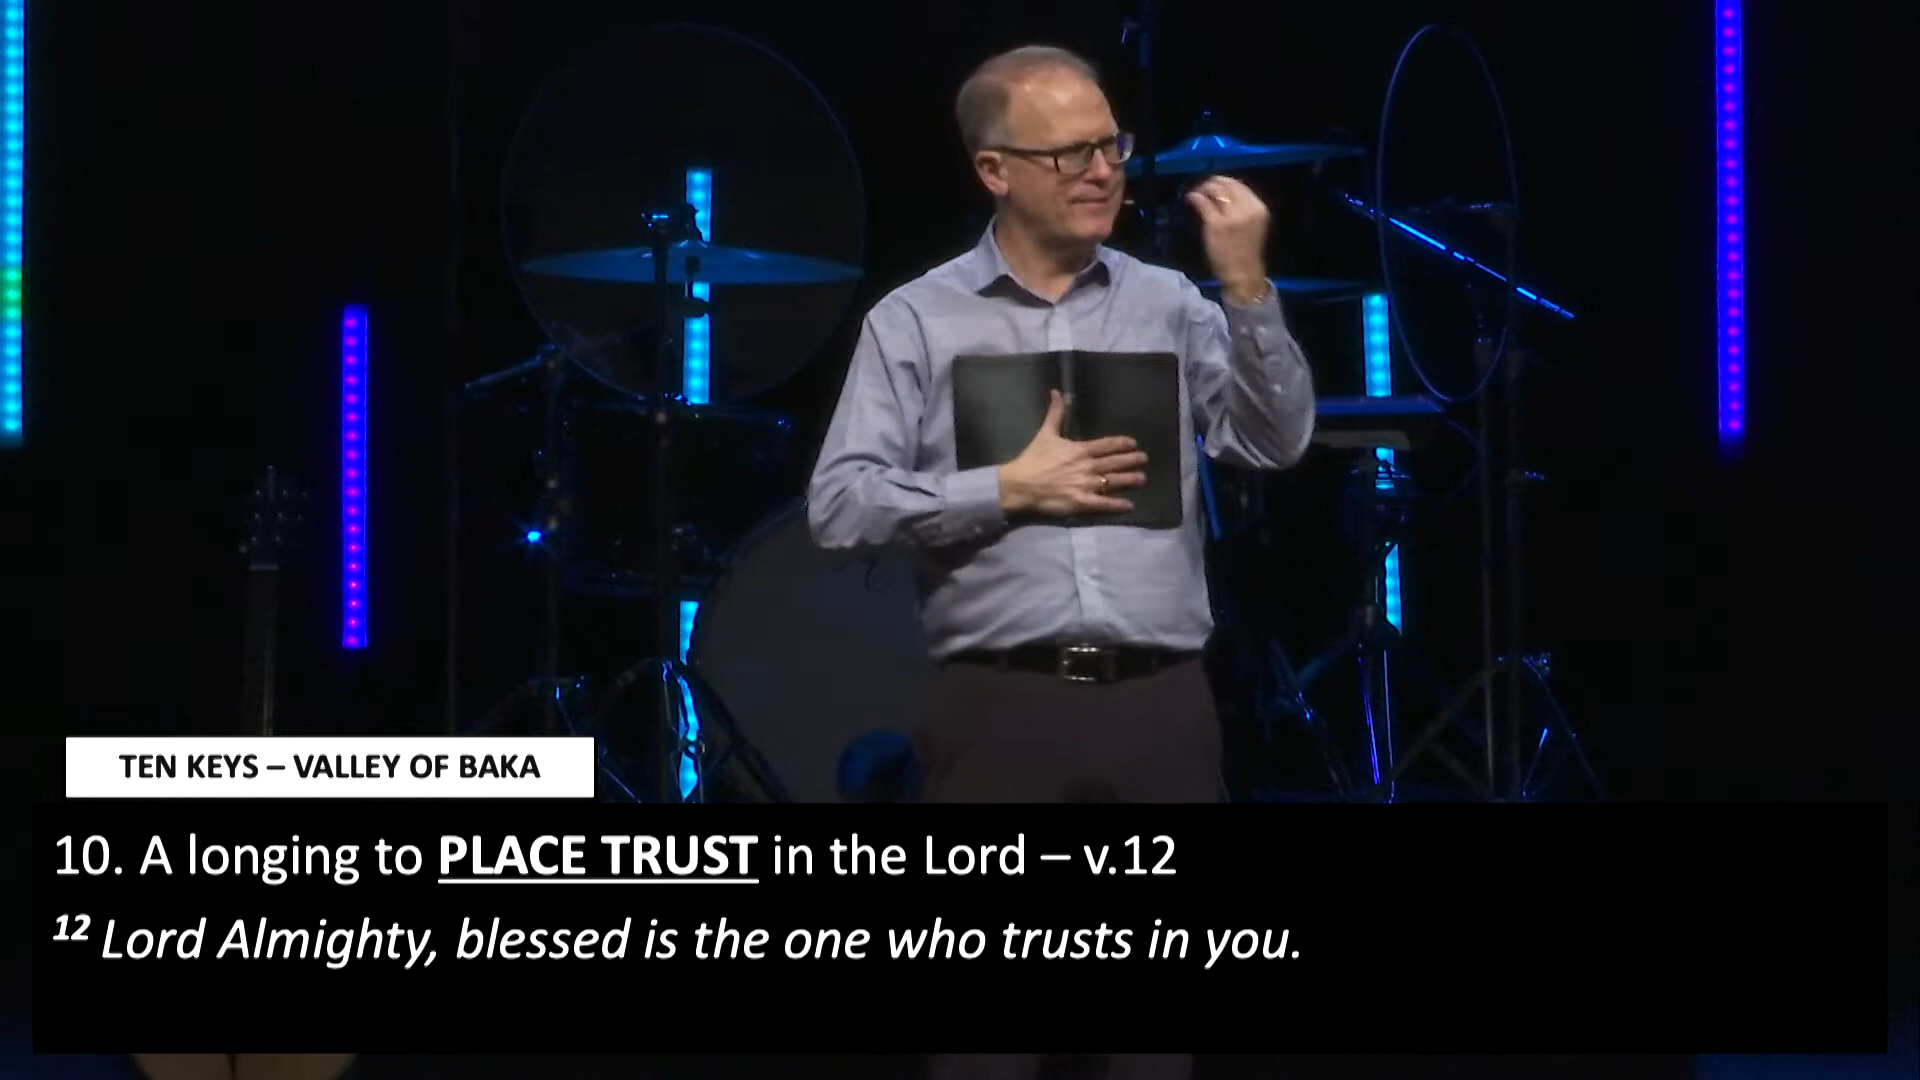 TEN KEYS – VALLEY OF BAKA
10. A longing to PLACE TRUST in the Lord – v.12
12 Lord Almighty, blessed is the one who trusts in you.